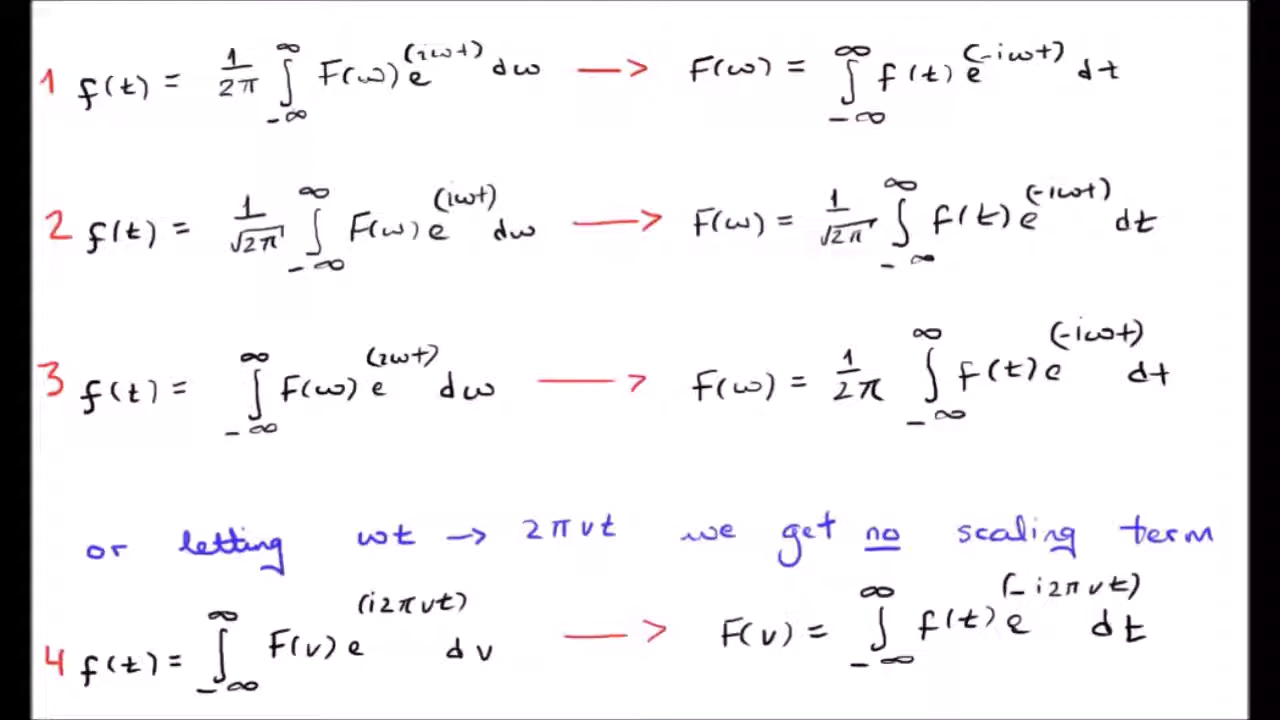 1 f(t) = 1/2π ∫_{-∞}^{∞} F(ω) e^{(iωt)} dω → F(ω) = ∫_{-∞}^{∞} f(t) e^{(-iωt)} dt
2 f(t) = 1/√2π ∫_{-∞}^{∞} F(ω) e^{(iωt)} dω → F(ω) = 1/√2π ∫_{-∞}^{∞} f(t) e^{(-iωt)} dt
3 f(t) = ∫_{-∞}^{∞} F(ω) e^{(iωt)} dω → F(ω) = 1/2π ∫_{-∞}^{∞} f(t) e^{(-iωt)} dt
or letting ωt → 2πνt we get no scaling term
4 f(t) = ∫_{-∞}^{∞} F(ν) e^{(i2πνt)} dν → F(ν) = ∫_{-∞}^{∞} f(t) e^{(-i2πνt)} dt